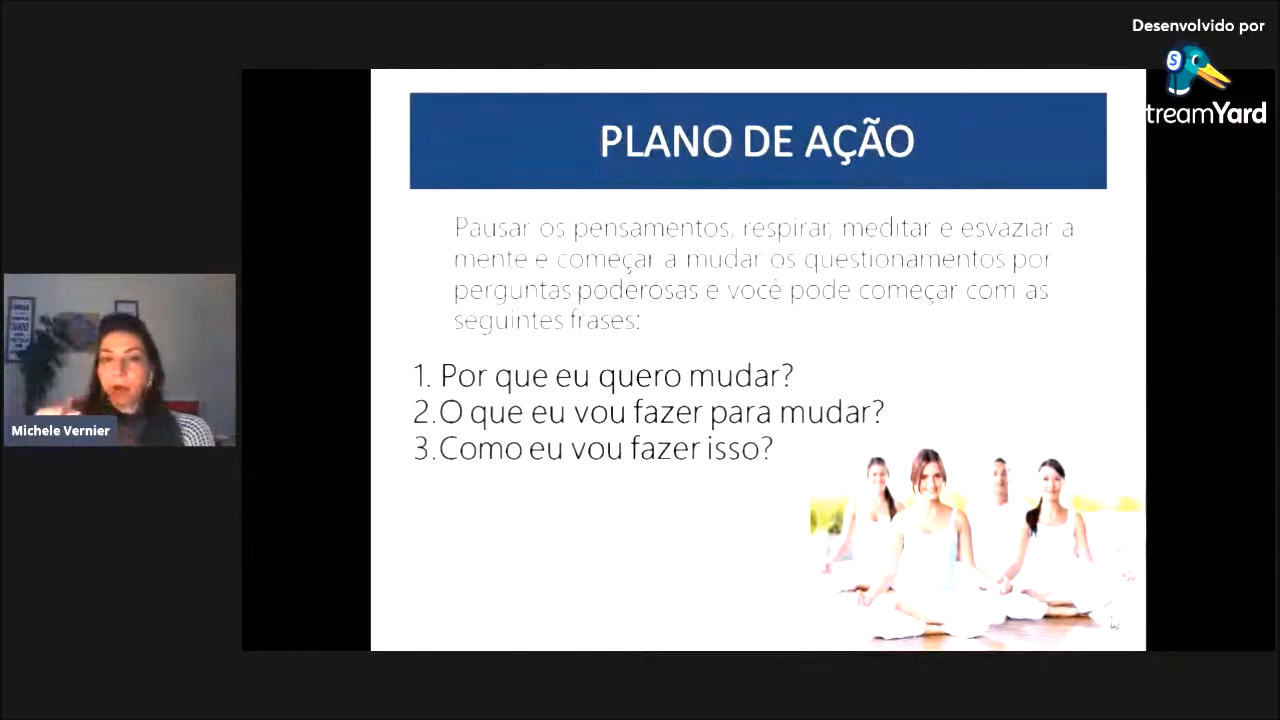 Desenvolvido por
treamYard
PLANO DE AÇÃO
Pausar os pensamentos, respirar, meditar e esvaziar a
mente e começar a mudar os questionamentos por
perguntas poderosas e você pode começar com as
seguintes frases:
1. Por que eu quero mudar?
2.O que eu vou fazer para mudar?
3.Como eu vou fazer isso?
Michele Vernier